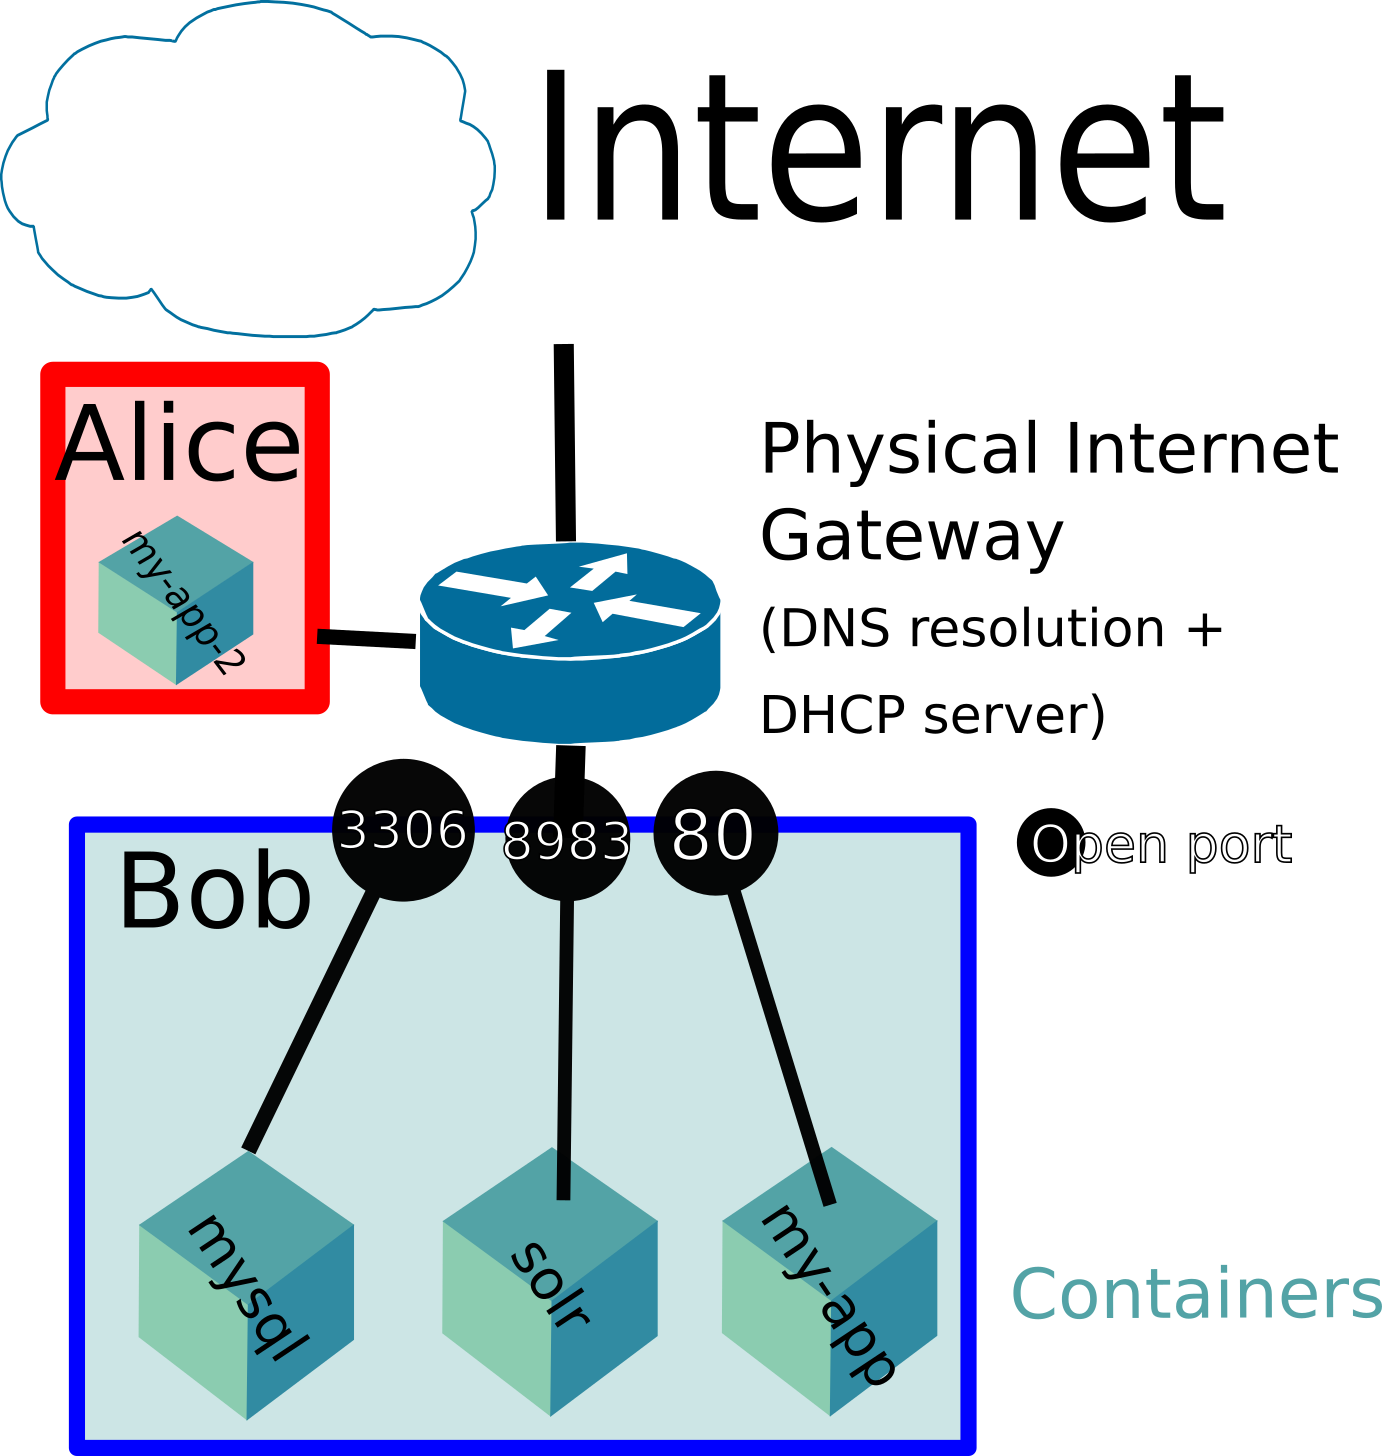 Internet
Alice
my-app-2
Physical Internet
Gateway
(DNS resolution +
DHCP server)
3306
8983
80
Open port
Bob
mysql
solr
my-app
Containers